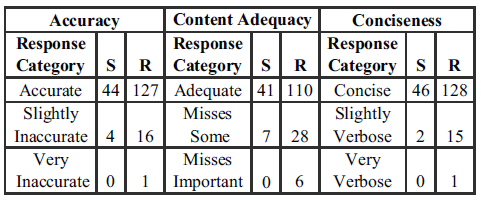 Accuracy Content Adequacy Conciseness
Response Response Response
Category S R Category S R Category S R
Accurate 44 127 Adequate 41 110 Concise 46 128
Slightly Misses Slightly
Inaccurate 4 16 Some 7 28 Verbose 2 15
Very Misses Very
Inaccurate 0 1 Important 0 6 Verbose 0 1